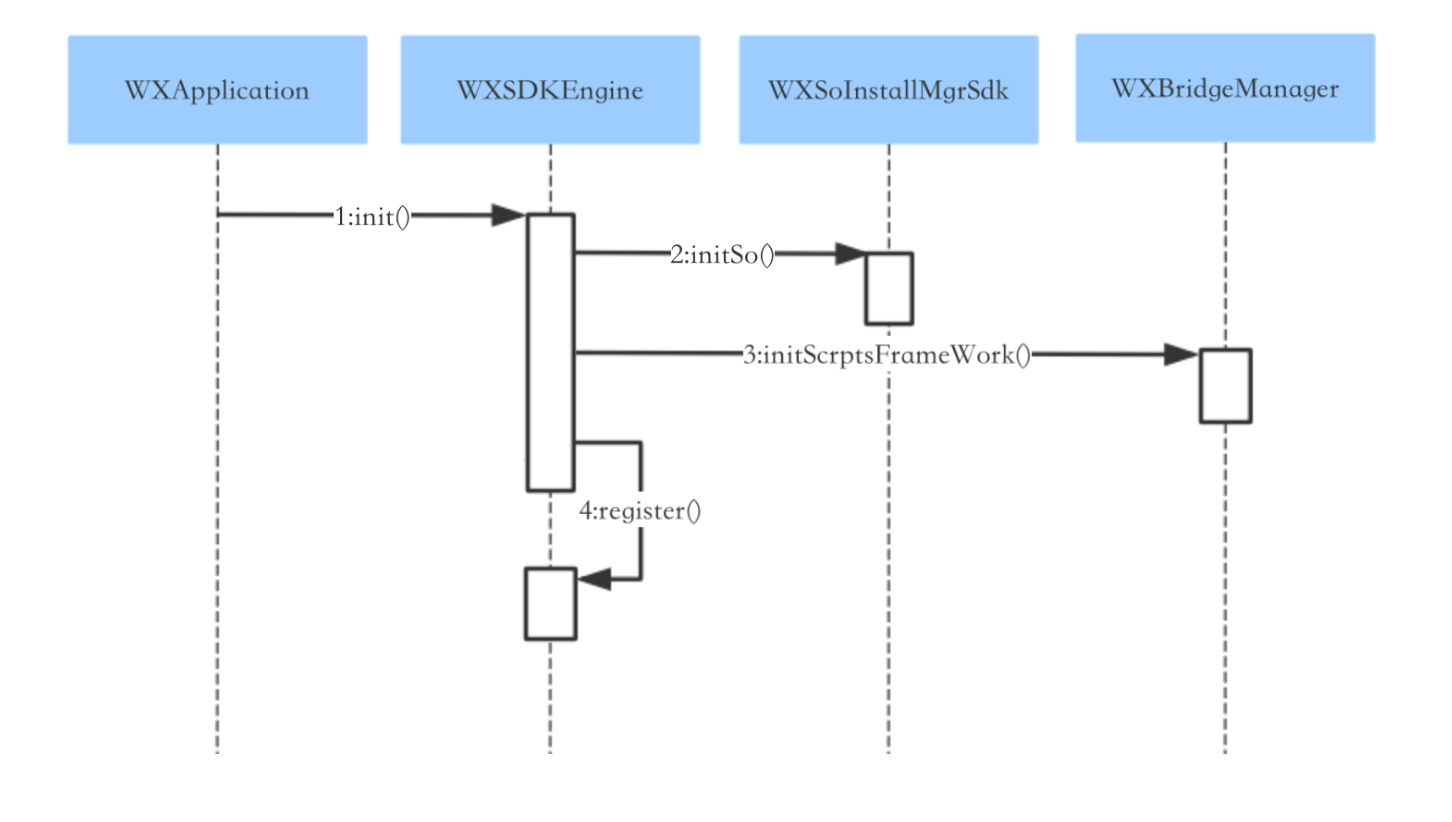 WXApplication
WXSDKEngine
WXSoInstallMgrSdk
WXBridgeManager
1:init()
2:initSo()
3:initScrptsFrameWork()
4:register()